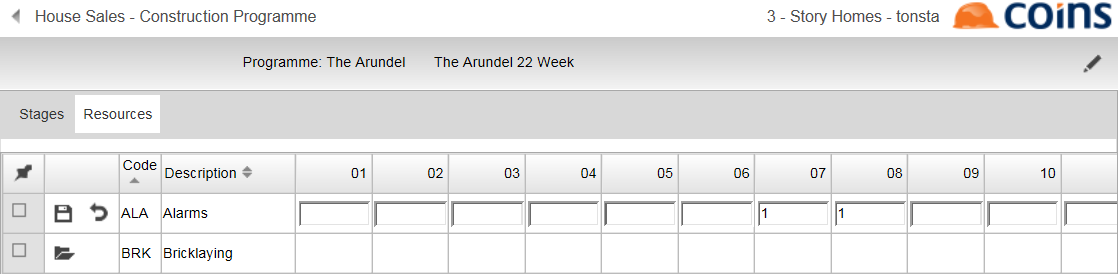 House Sales - Construction Programme
3 - Story Homes - tonsta
coins
Programme: The Arundel
The Arundel 22 Week
Stages
Resources
Code Description 01 02 03 04 05 06 07 08 09 10
ALA Alarms 1 1
BRK Bricklaying